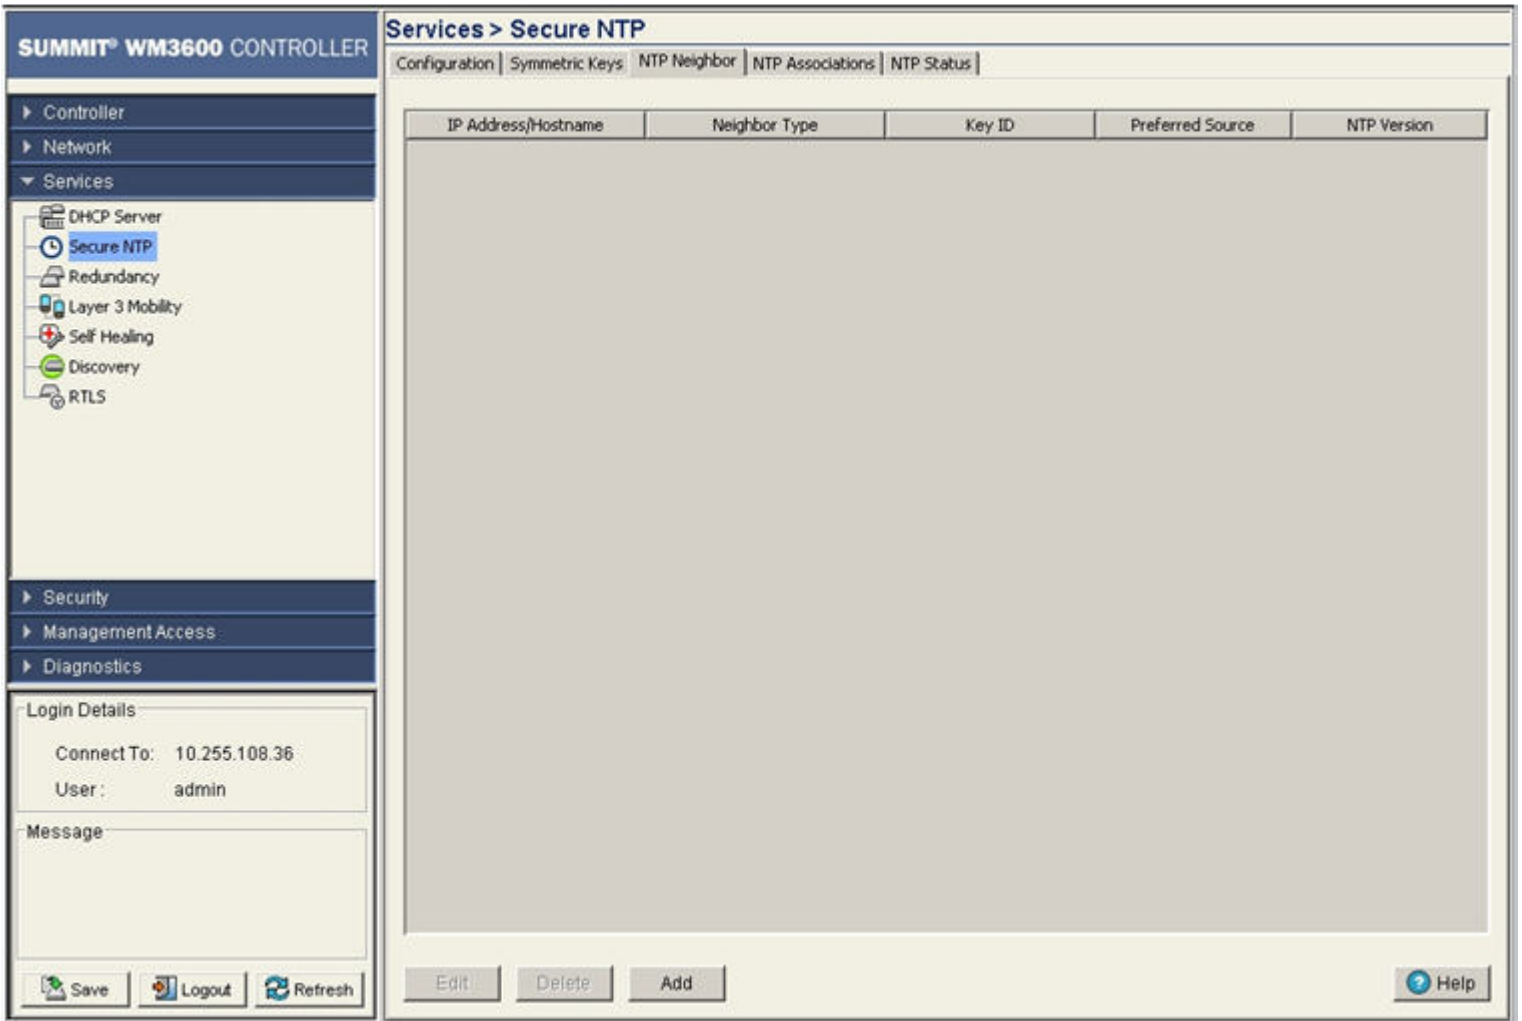 SUMMIT® WM3600 CONTROLLER
Services > Secure NTP
Configuration Symmetric Keys NTP Neighbor NTP Associations NTP Status
Controller
Network
Services
DHCP Server
Secure NTP
Redundancy
Layer 3 Mobility
Self Healing
Discovery
RTLS
Security
Management Access
Diagnostics
Login Details
Connect To: 10.255.108.36
User : admin
Message
Save Logout Refresh
IP Address/Hostname Neighbor Type Key ID Preferred Source NTP Version
Edit Delete Add Help